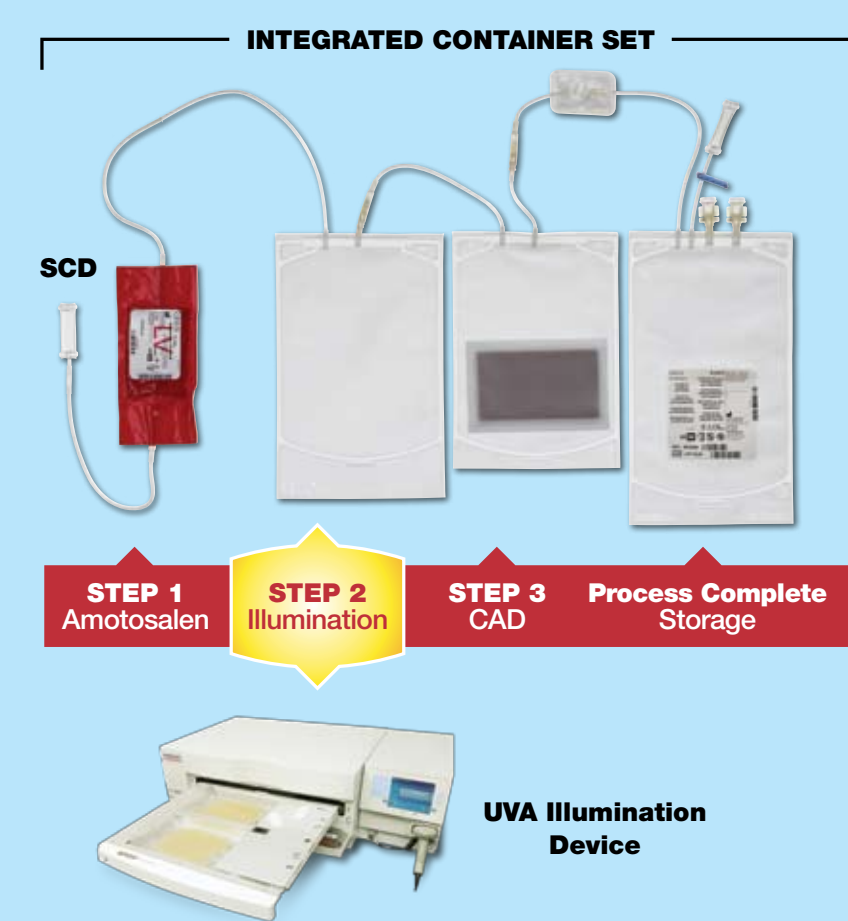 INTEGRATED CONTAINER SET
SCD
LV
STEP 1
Amotosalen
STEP 2
Illumination
STEP 3
CAD
Process Complete
Storage
UVA Illumination
Device